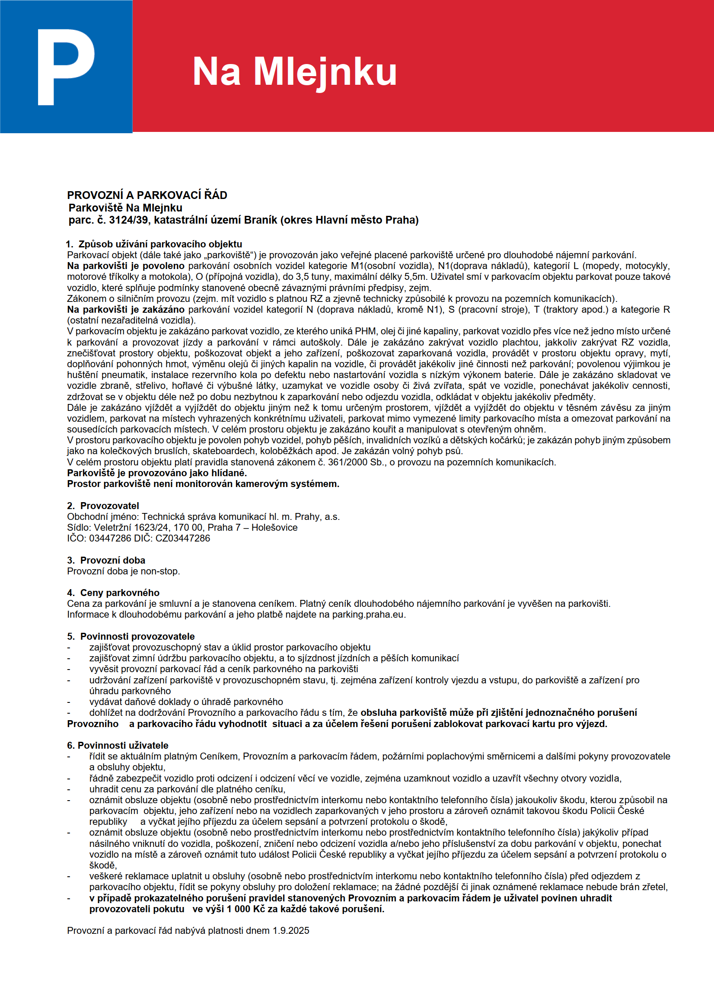 P
Na Mlejnku
PROVOZNÍ A PARKOVACÍ ŘÁD
Parkoviště Na Mlejnku
parc. č. 3124/39, katastrální území Braník (okres Hlavní město Praha)
1. Způsob užívání parkovacího objektu
Parkovací objekt (dále také jako „parkoviště“) je provozován jako veřejné placené parkoviště určené pro dlouhodobé nájemní parkování.
Na parkovišti je povoleno parkování osobních vozidel kategorie M1(osobní vozidla), N1(doprava nákladů), kategorií L (mopedy, motocykly,
motorové tříkolky a motokola), O (přípojná vozidla), do 3,5 tuny, maximální délky 5,5m. Uživatel smí v parkovacím objektu parkovat pouze takové
vozidlo, které splňuje podmínky stanovené obecně závaznými právními předpisy, zejm.
Zákonem o silničním provozu (zejm. mít vozidlo s platnou RZ a zjevně technicky způsobilé k provozu na pozemních komunikacích).
Na parkovišti je zakázáno parkování vozidel kategorií N (doprava nákladů, kromě N1), S (pracovní stroje), T (traktory apod.) a kategorie R
(ostatní nezařaditelná vozidla).
V parkovacím objektu je zakázáno parkovat vozidlo, ze kterého uniká PHM, olej či jiné kapaliny, parkovat vozidlo přes více než jedno místo určené
k parkování a provozovat jízdy a parkování v rámci autoškoly. Dále je zakázáno zakrývat vozidlo plachtou, jakkoliv zakrývat RZ vozidla,
znečišťovat prostory objektu, poškozovat objekt a jeho zařízení, poškozovat zaparkovaná vozidla, provádět v prostoru objektu opravy, mytí,
doplňování pohonných hmot, výměnu olejů či jiných kapalin na vozidle, či provádět jakékoliv jiné činnosti než parkování; povolenou výjimkou je
huštění pneumatik, instalace rezervního kola po defektu nebo nastartování vozidla s nízkým výkonem baterie. Dále je zakázáno skladovat ve
vozidle zbraně, střelivo, hořlavé či výbušné látky, uzamykat ve vozidle osoby či živá zvířata, spát ve vozidle, ponechávat jakékoliv cennosti,
zdržovat se v objektu déle než po dobu nezbytnou k zaparkování nebo odjezdu vozidla, odkládat v objektu jakékoliv předměty.
Dále je zakázáno vjíždět a vyjíždět do objektu jiným než k tomu určeným prostorem, vjíždět a vyjíždět do objektu v těsném závěsu za jiným
vozidlem, parkovat na místech vyhrazených konkrétnímu uživateli, parkovat mimo vymezené limity parkovacího místa a omezovat parkování na
sousedících parkovacích místech. V celém prostoru objektu je zakázáno kouřit a manipulovat s otevřeným ohněm.
V prostoru parkovacího objektu je povolen pohyb vozidel, pohyb pěších, invalidních vozíků a dětských kočárků; je zakázán pohyb jiným způsobem
jako na kolečkových bruslích, skateboardech, koloběžkách apod. Je zakázán volný pohyb psů.
V celém prostoru objektu platí pravidla stanovená zákonem č. 361/2000 Sb., o provozu na pozemních komunikacích.
Parkoviště je provozováno jako hlídané.
Prostor parkoviště není monitorován kamerovým systémem.
2. Provozovatel
Obchodní jméno: Technická správa komunikací hl. m. Prahy, a.s.
Sídlo: Veletržní 1623/24, 170 00, Praha 7 – Holešovice
IČO: 03447286 DIČ: CZ03447286
3. Provozní doba
Provozní doba je non-stop.
4. Ceny parkovného
Cena za parkování je smluvní a je stanovena ceníkem. Platný ceník dlouhodobého nájemního parkování je vyvěšen na parkovišti.
Informace k dlouhodobému parkování a jeho platbě najdete na parking.praha.eu.
5. Povinnosti provozovatele
- zajišťovat provozuschopný stav a úklid prostor parkovacího objektu
- zajišťovat zimní údržbu parkovacího objektu, a to sjízdnost jízdních a pěších komunikací
- vyvěsit provozní parkovací řád a ceník parkovného na parkovišti
- udržování zařízení parkoviště v provozuschopném stavu, tj. zejména zařízení kontroly vjezdu a vstupu, do parkoviště a zařízení pro
úhradu parkovného
- vydávat daňové doklady o úhradě parkovného
- dohlížet na dodržování Provozního a parkovacího řádu s tím, že obsluha parkoviště může při zjištění jednoznačného porušení
Provozního a parkovacího řádu vyhodnotit situaci a za účelem řešení porušení zablokovat parkovací kartu pro výjezd.
6. Povinnosti uživatele
- řídit se aktuálním platným Ceníkem, Provozním a parkovacím řádem, požárními poplachovými směrnicemi a dalšími pokyny provozovatele
a obsluhy objektu,
- řádně zabezpečit vozidlo proti odcizení i odcizení věcí ve vozidle, zejména uzamknout vozidlo a uzavřít všechny otvory vozidla,
- uhradit cenu za parkování dle platného ceníku,
- oznámit obsluze objektu (osobně nebo prostřednictvím interkomu nebo kontaktního telefonního čísla) jakoukoliv škodu, kterou způsobil na
parkovacím objektu, jeho zařízení nebo na vozidlech zaparkovaných v jeho prostoru a zároveň oznámit takovou škodu Policii České
republiky a vyčkat jejího příjezdu za účelem sepsání a potvrzení protokolu o škodě,
- oznámit obsluze objektu (osobně nebo prostřednictvím interkomu nebo prostřednictvím kontaktního telefonního čísla) jakýkoliv případ
násilného vniknutí do vozidla, poškození, zničení nebo odcizení vozidla a/nebo jeho příslušenství za dobu parkování v objektu, ponechat
vozidlo na místě a zároveň oznámit tuto událost Policii České republiky a vyčkat jejího příjezdu za účelem sepsání a potvrzení protokolu o
škodě,
- veškeré reklamace uplatnit u obsluhy (osobně nebo prostřednictvím interkomu nebo kontaktního telefonního čísla) před odjezdem z
parkovacího objektu, řídit se pokyny obsluhy pro doložení reklamace; na žádné pozdější či jinak oznámené reklamace nebude brán zřetel,
- v případě prokazatelného porušení pravidel stanovených Provozním a parkovacím řádem je uživatel povinen uhradit
provozovateli pokutu ve výši 1 000 Kč za každé takové porušení.
Provozní a parkovací řád nabývá platnosti dnem 1.9.2025